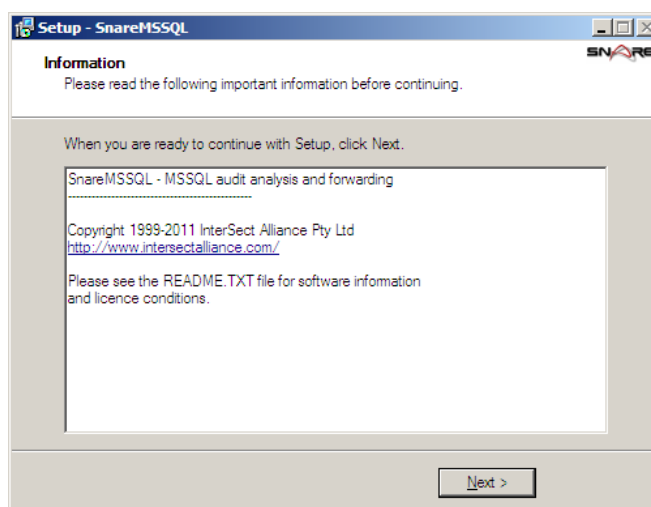 Setup - SnareMSSQL
SNARE
Information
Please read the following important information before continuing.
When you are ready to continue with Setup, click Next.
SnareMSSQL - MSSQL audit analysis and forwarding
-----------------------------------------------
Copyright 1999-2011 InterSect Alliance Pty Ltd
http://www.intersectalliance.com/
Please see the README.TXT file for software information
and licence conditions.
Next >